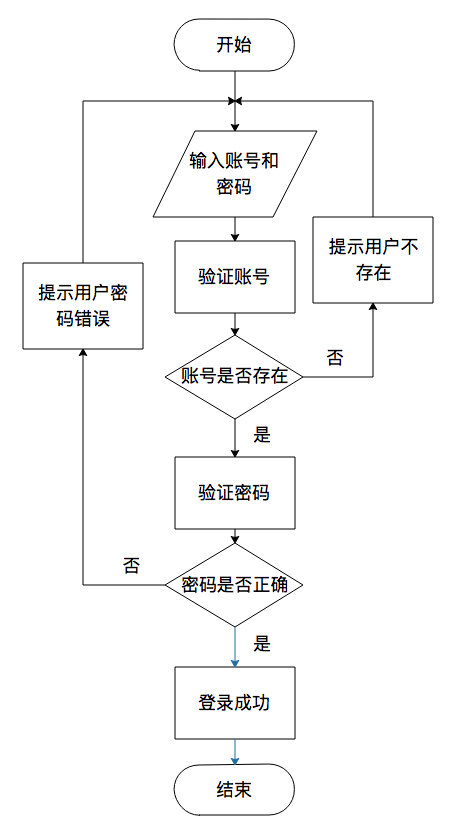 开始
输入账号和
密码
提示用户不
存在
验证账号
提示用户密
码错误
否
账号是否存在
是
验证密码
否
密码是否正确
是
登录成功
结束